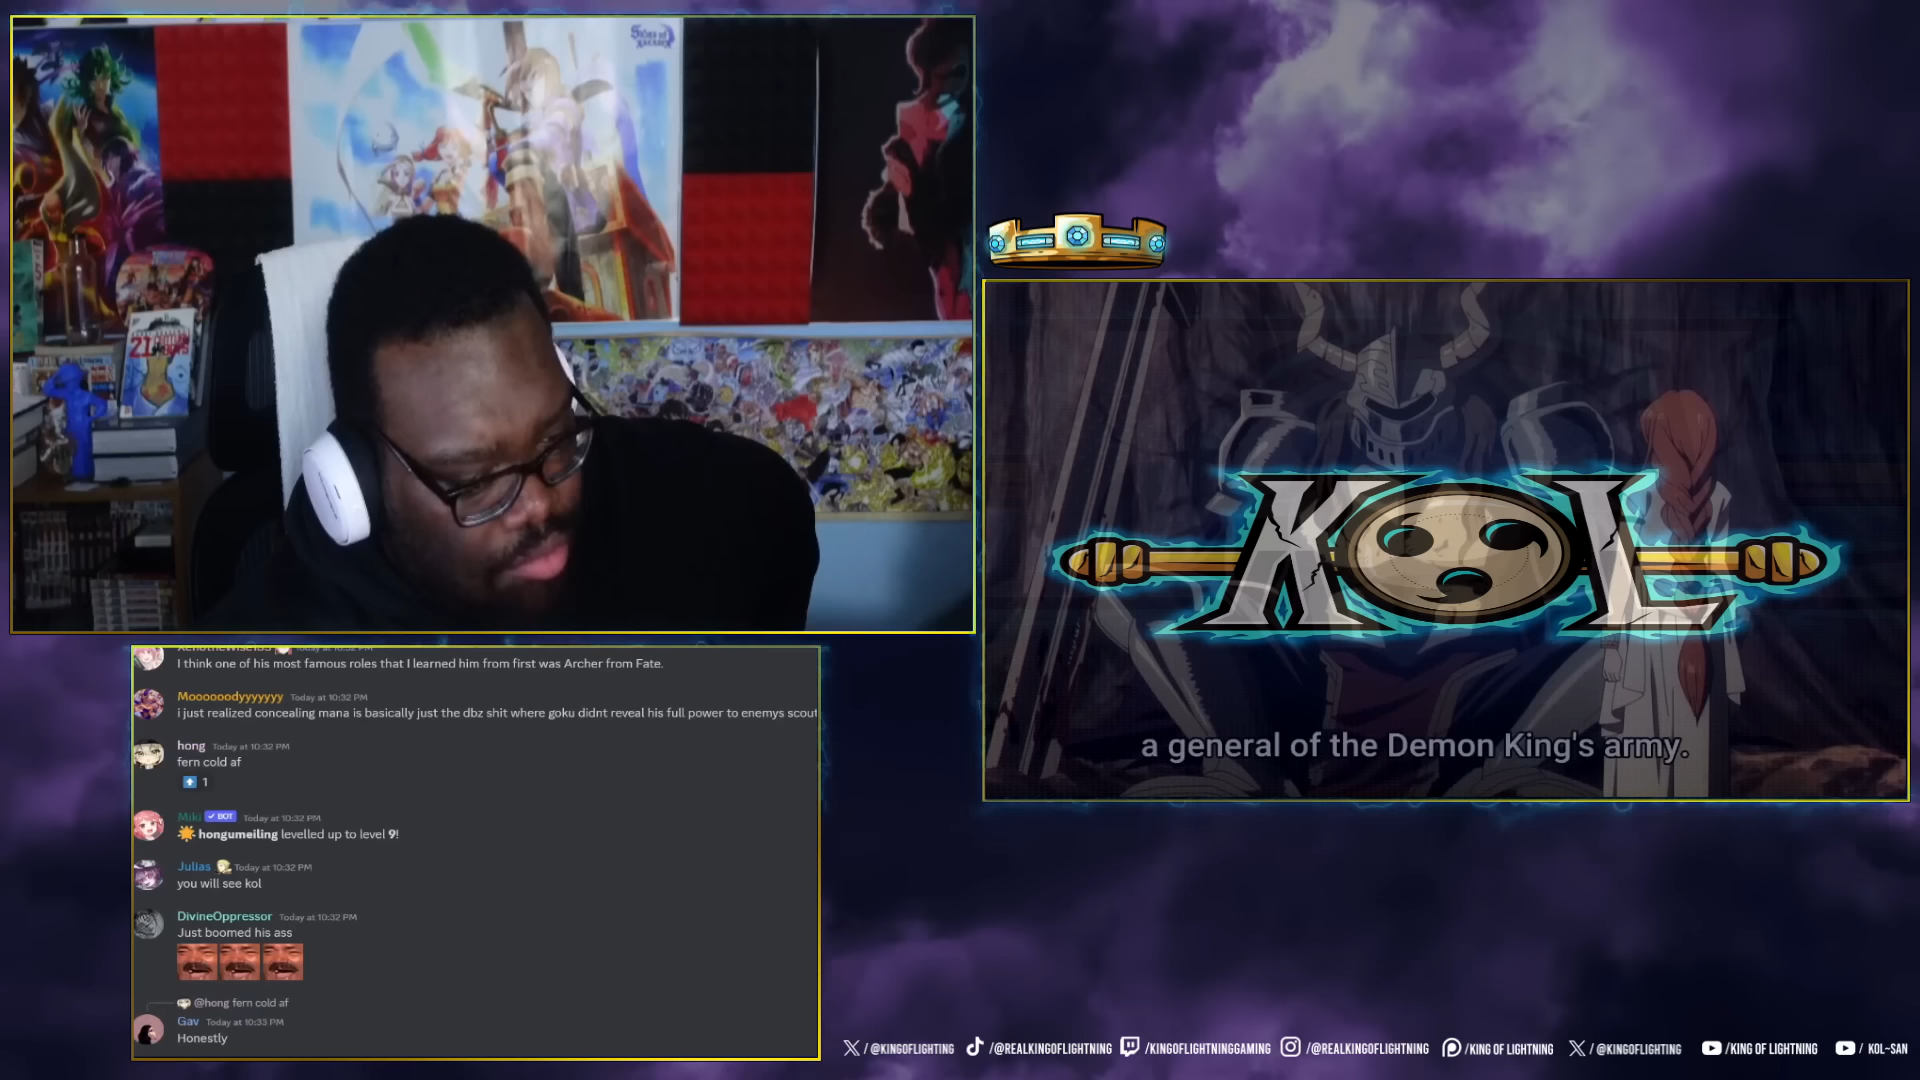 21
KOL
a general of the Demon King's army.
I think one of his most famous roles that I learned him from first was Archer from Fate.
Moooooodyyyyyyy Today at 10:32 PM
i just realized concealing mana is basically just the dbz shit where goku didnt reveal his full power to enemys scout
hong Today at 10:32 PM
fern cold af
1
Miki BOT Today at 10:32 PM
hongumeiling levelled up to level 9!
Julias Today at 10:32 PM
you will see kol
DivineOppressor Today at 10:32 PM
Just boomed his ass
@hong fern cold af
Gav Today at 10:33 PM
Honestly
/ @KINGOFLIGHTING /@REALKINGOFLIGHTNING /KINGOFLIGHTNINGGAMING /@REALKINGOFLIGHTNING /KING OF LIGHTNING / @KINGOFLIGHTING /KING OF LIGHTNING / KOL~SAN